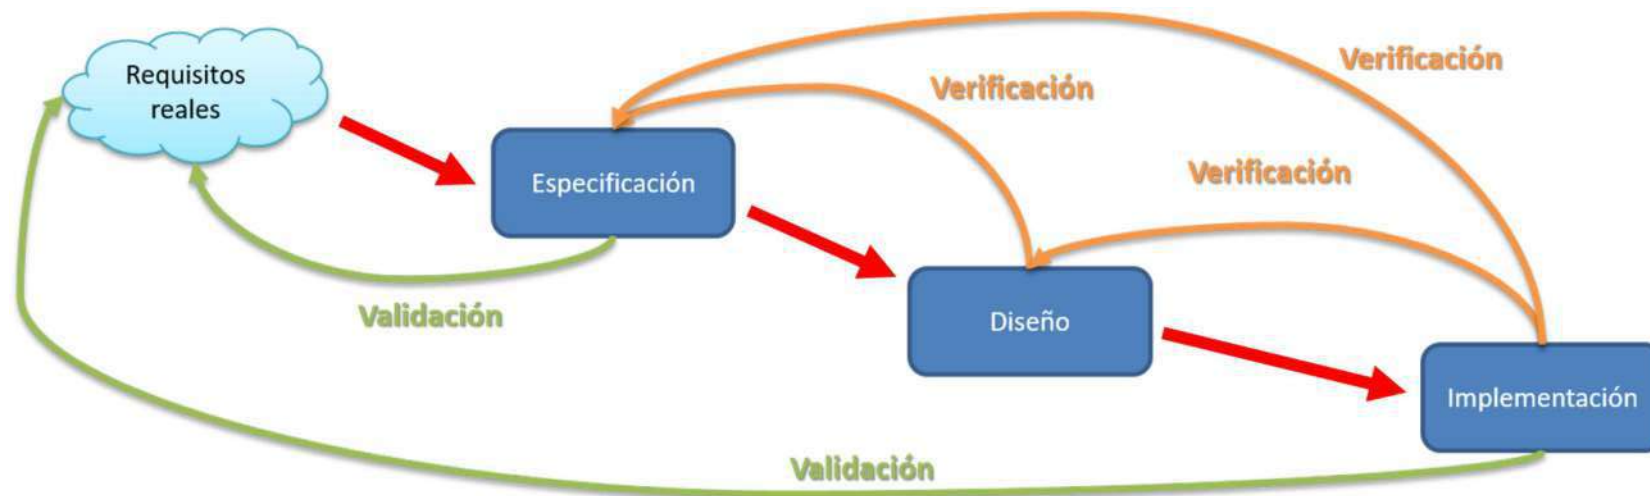 Requisitos
reales
Verificación
Verificación
Especificación
Verificación
Validación
Diseño
Implementación
Validación